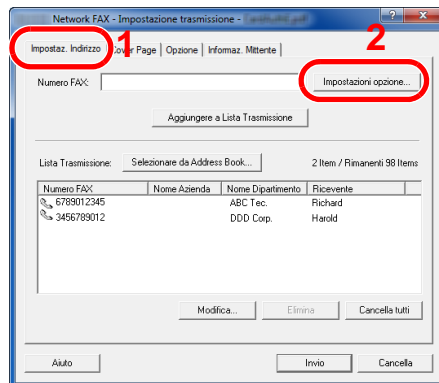 Network FAX - Impostazione trasmissione -
Impostaz. Indirizzo 1 Cover Page Opzione Informaz. Mittente 2
Numero FAX: Impostazioni opzione...
Aggiungere a Lista Trasmissione
Lista Trasmissione: Selezionare da Address Book... 2 Item / Rimanenti 98 Items
Numero FAX Nome Azienda Nome Dipartimento Ricevente
6789012345 ABC Tec. Richard
3456789012 DDD Corp. Harold
Modifica... Elimina Cancella tutti
Aiuto Invio Cancella